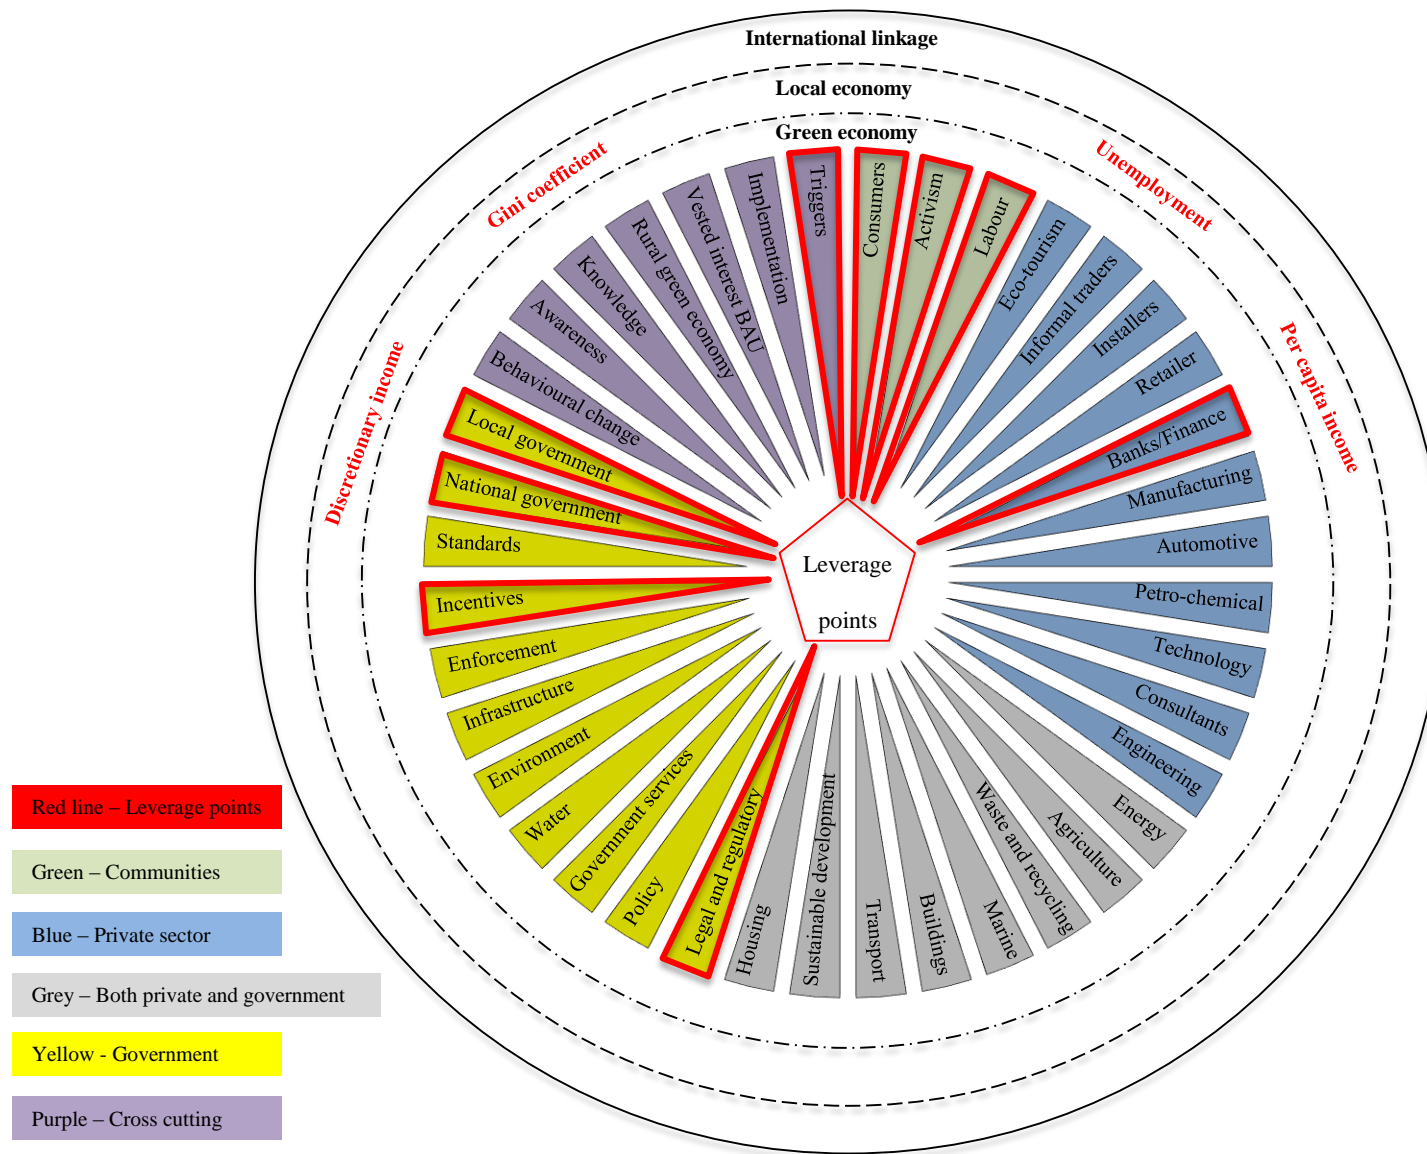 International linkage
Local economy
Green economy
Gini coefficient
Unemployment
Discretionary income
Per capita income
Triggers
Consumers
Activism
Labour
Eco-tourism
Informal traders
Installers
Retailer
Banks/Finance
Manufacturing
Automotive
Petro-chemical
Technology
Consultants
Engineering
Energy
Agriculture
Waste and recycling
Marine
Buildings
Transport
Sustainable development
Housing
Legal and regulatory
Policy
Government services
Water
Environment
Infrastructure
Enforcement
Incentives
Standards
National government
Local government
Behavioural change
Awareness
Knowledge
Rural green economy
Vested interest BAU
Implementation
Leverage
points
Red line – Leverage points
Green – Communities
Blue – Private sector
Grey – Both private and government
Yellow - Government
Purple – Cross cutting